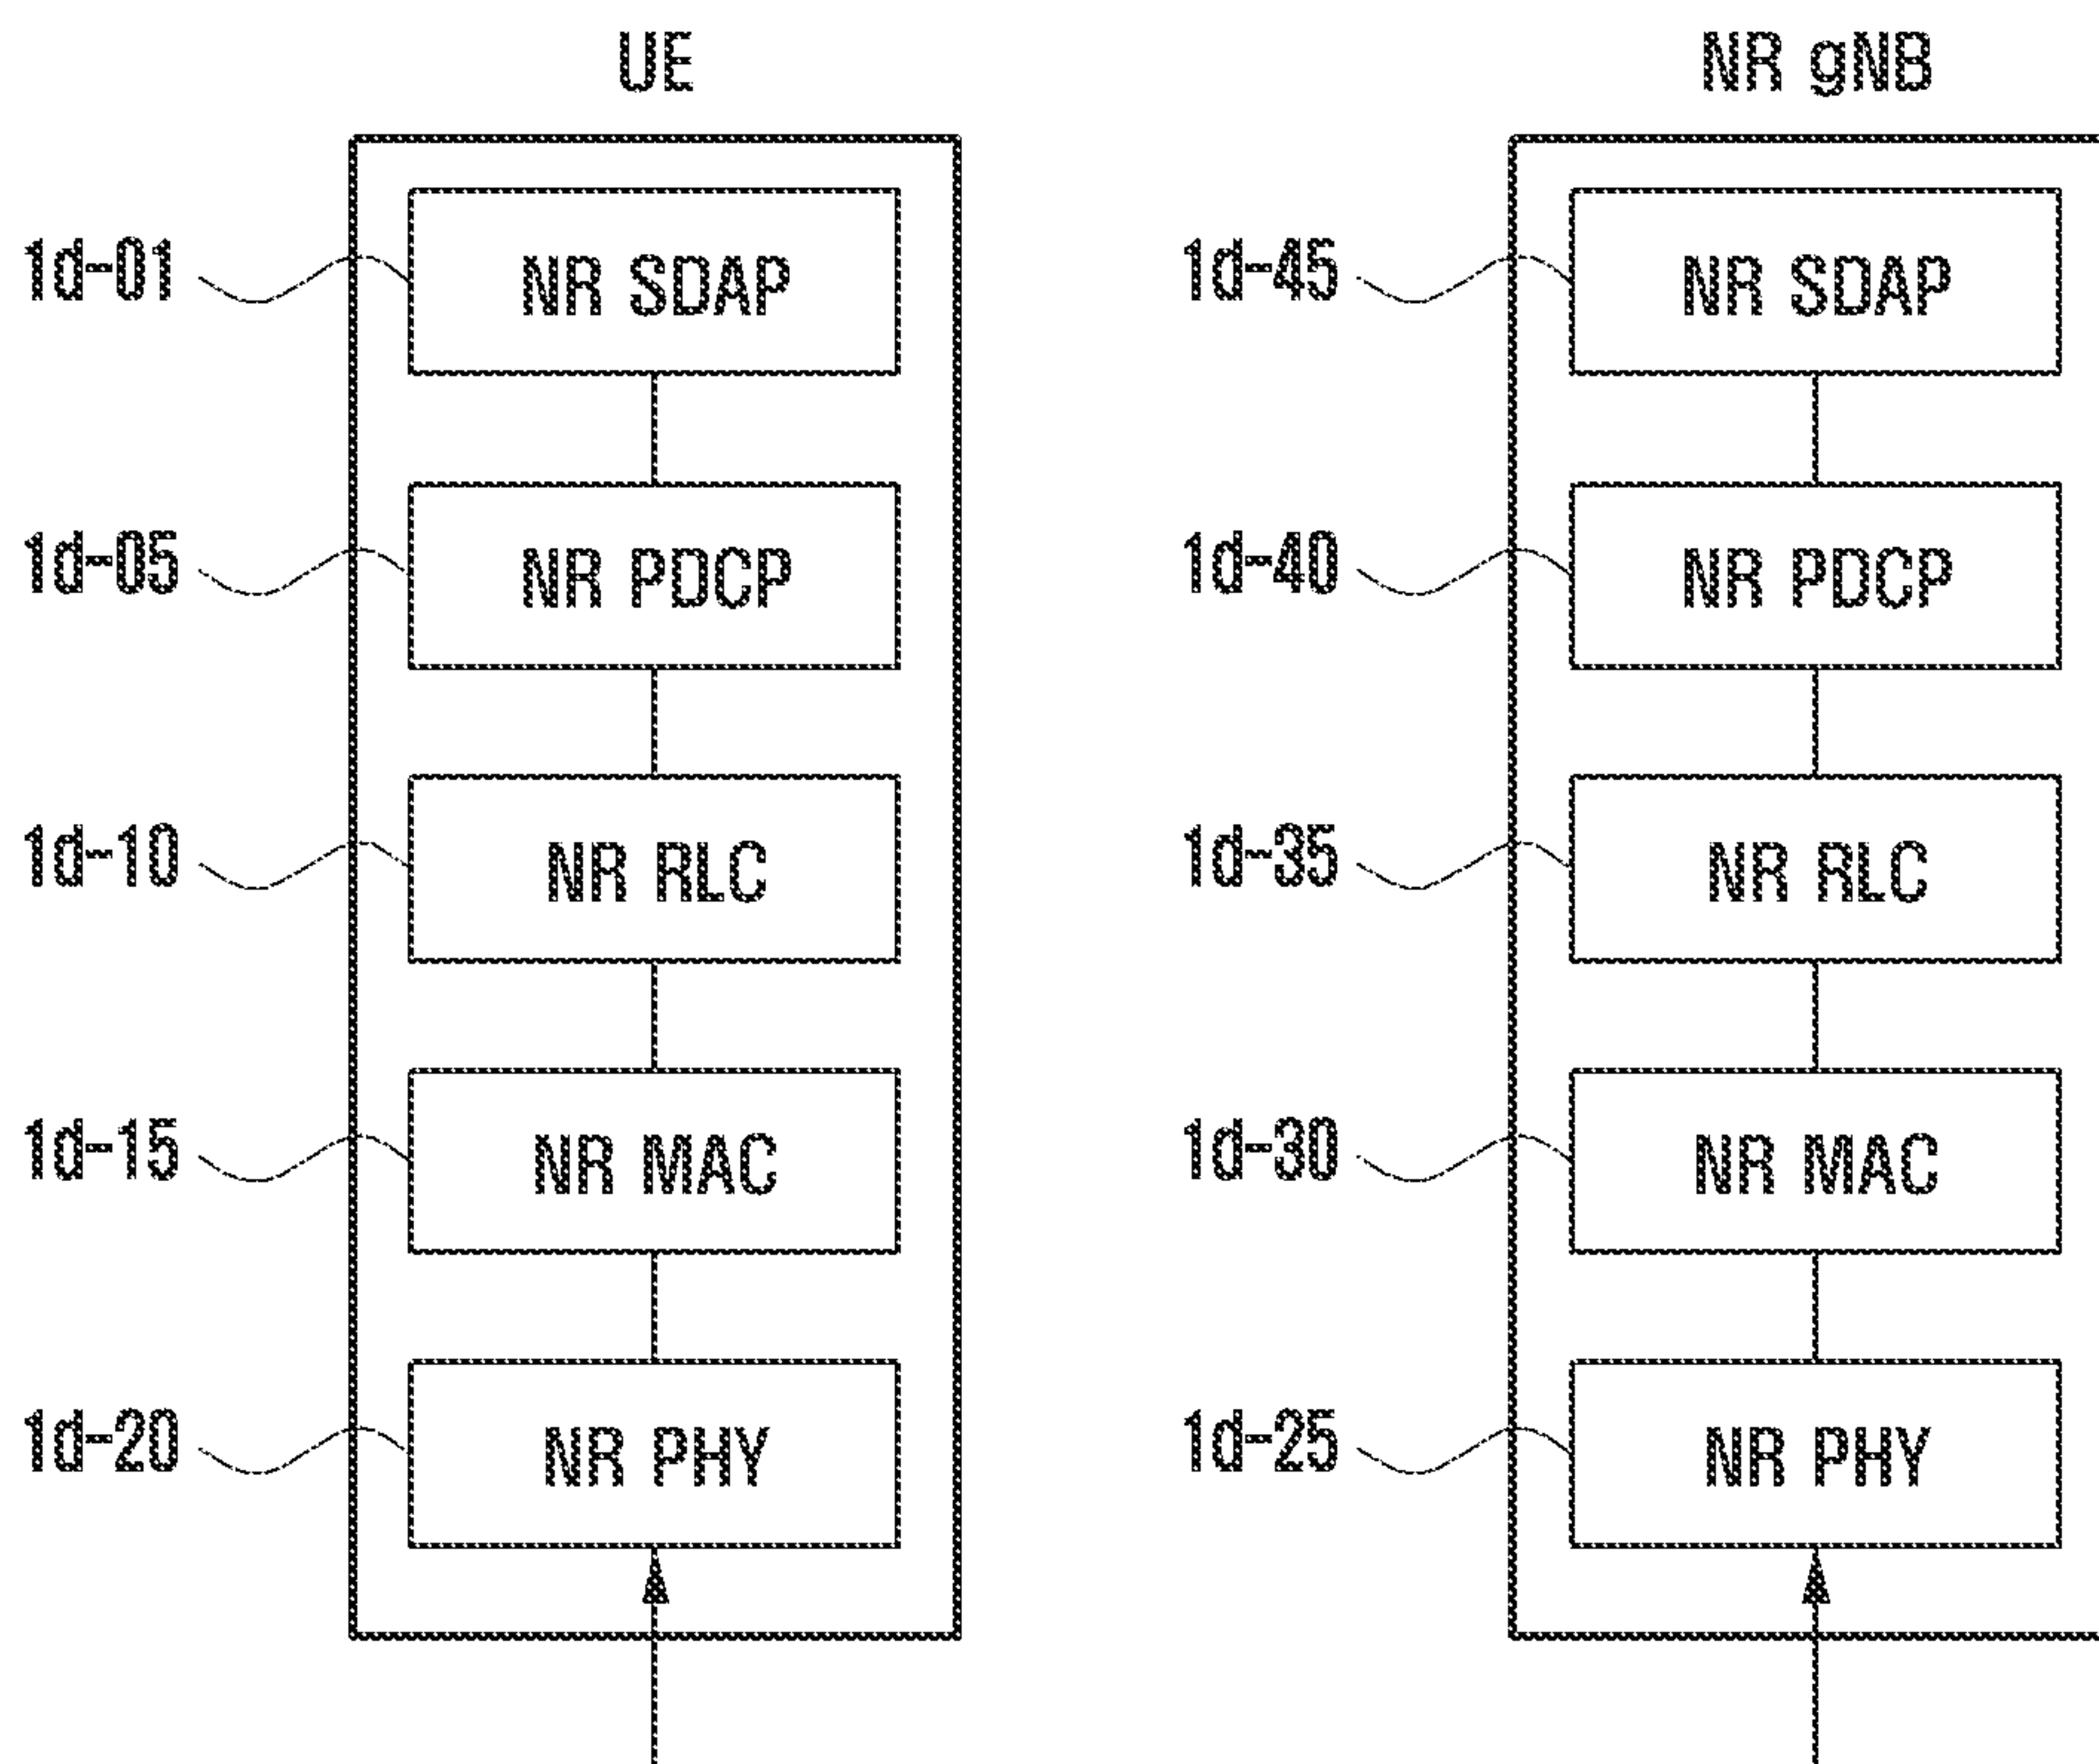 UE
NR gNB
1d-01
NR SDAP
1d-45
NR SDAP
1d-05
NR PDCP
1d-40
NR PDCP
1d-10
NR RLC
1d-35
NR RLC
1d-15
NR MAC
1d-30
NR MAC
1d-20
NR PHY
1d-25
NR PHY